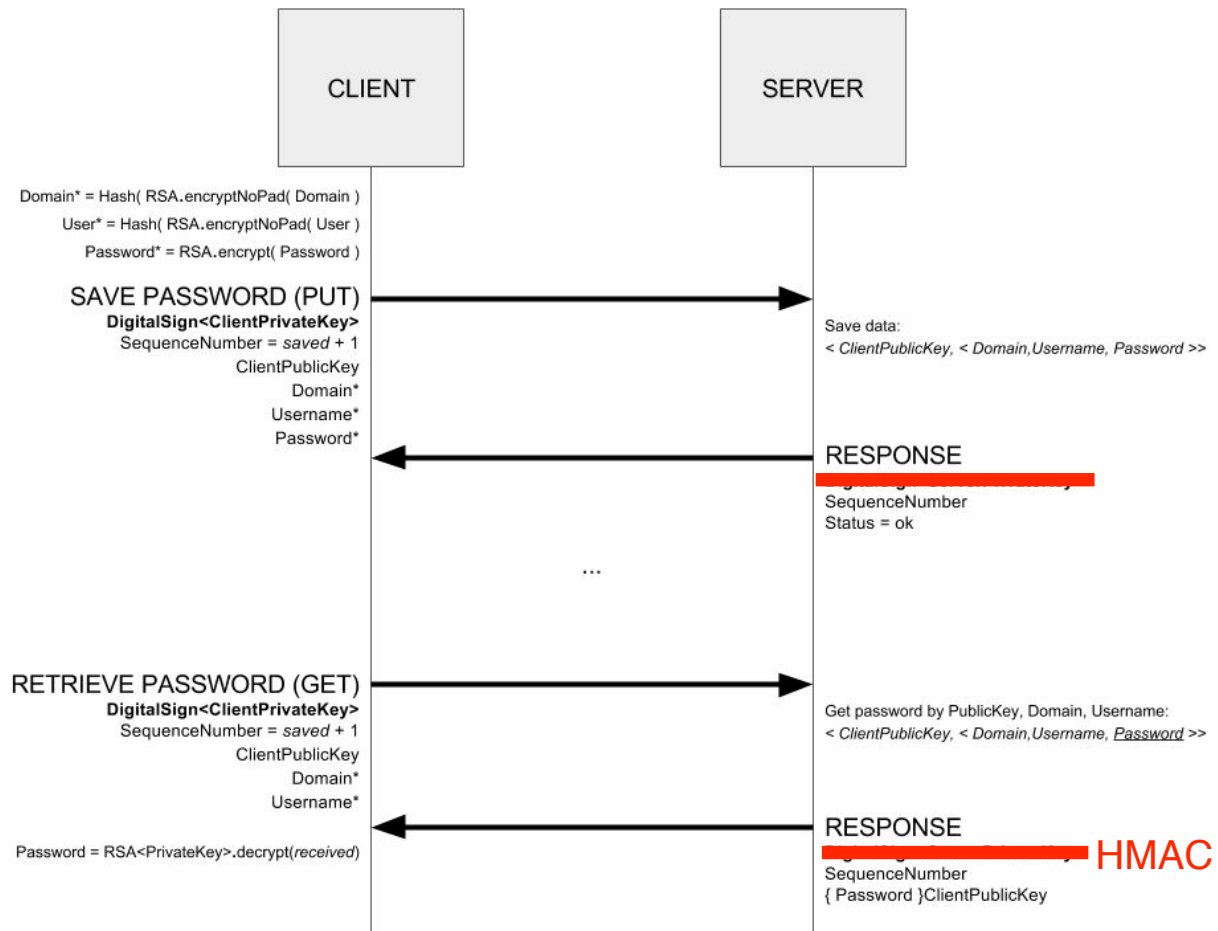 CLIENT
SERVER
Domain* = Hash( RSA.encryptNoPad( Domain )
User* = Hash( RSA.encryptNoPad( User )
Password* = RSA.encrypt( Password )
SAVE PASSWORD (PUT)
DigitalSign<ClientPrivateKey>
SequenceNumber = saved + 1
ClientPublicKey
Domain*
Username*
Password*
Save data:
< ClientPublicKey, < Domain,Username, Password >>
RESPONSE
SequenceNumber
Status = ok
...
RETRIEVE PASSWORD (GET)
DigitalSign<ClientPrivateKey>
SequenceNumber = saved + 1
ClientPublicKey
Domain*
Username*
Get password by PublicKey, Domain, Username:
< ClientPublicKey, < Domain,Username, Password >>
RESPONSE
HMAC
SequenceNumber
{ Password }ClientPublicKey
Password = RSA<PrivateKey>.decrypt(received)